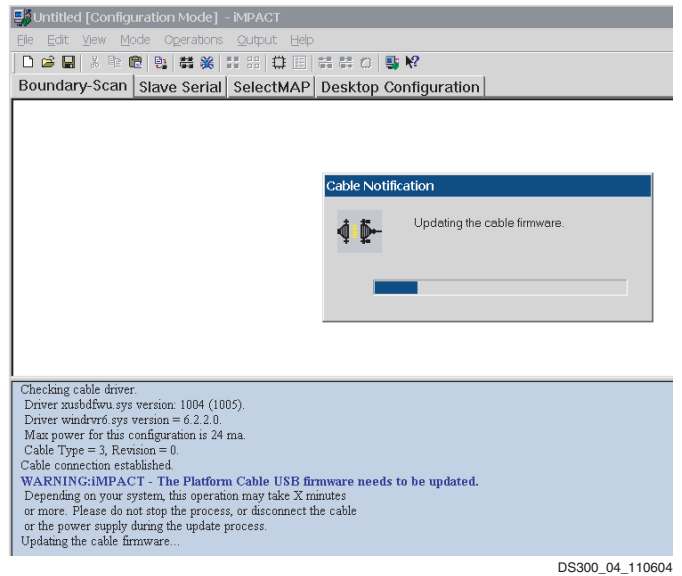 Untitled [Configuration Mode] - iMPACT
File Edit View Mode Operations Output Help
Boundary-Scan Slave Serial SelectMAP Desktop Configuration
Cable Notification
Updating the cable firmware.
Checking cable driver.
Driver xusbdfwu.sys version: 1004 (1005).
Driver windrvr6.sys version = 6.2.2.0.
Max power for this configuration is 24 ma.
Cable Type = 3, Revision = 0.
Cable connection established.
WARNING:iMPACT - The Platform Cable USB firmware needs to be updated.
Depending on your system, this operation may take X minutes
or more. Please do not stop the process, or disconnect the cable
or the power supply during the update process.
Updating the cable firmware...
DS300_04_110604